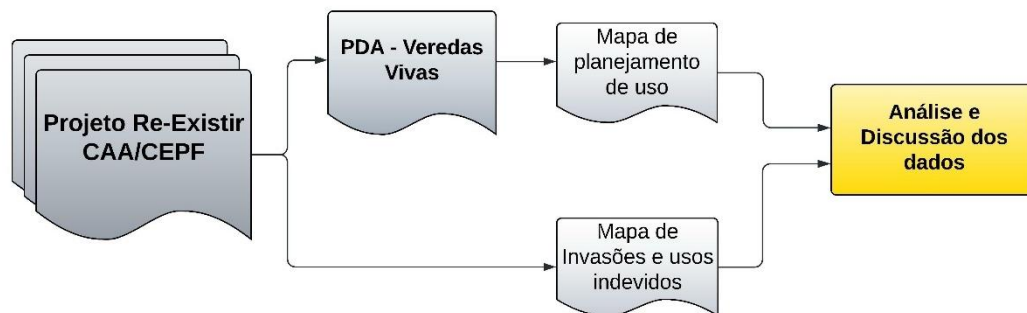 Projeto Re-Existir
CAA/CEPF
PDA - Veredas
Vivas
Mapa de
planejamento
de uso
Mapa de
Invasões e usos
indevidos
Análise e
Discussão dos
dados